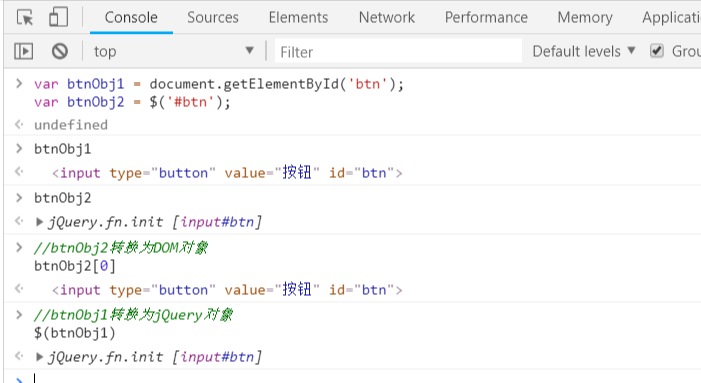 Console Sources Elements Network Performance Memory Applicati
top Filter Default levels Grou
var btnObj1 = document.getElementById('btn');
var btnObj2 = $('#btn');
undefined
btnObj1
<input type="button" value="按钮" id="btn">
btnObj2
jQuery.fn.init [input#btn]
//btnObj2转换为DOM对象
btnObj2[0]
<input type="button" value="按钮" id="btn">
//btnObj1转换为jQuery对象
$(btnObj1)
jQuery.fn.init [input#btn]